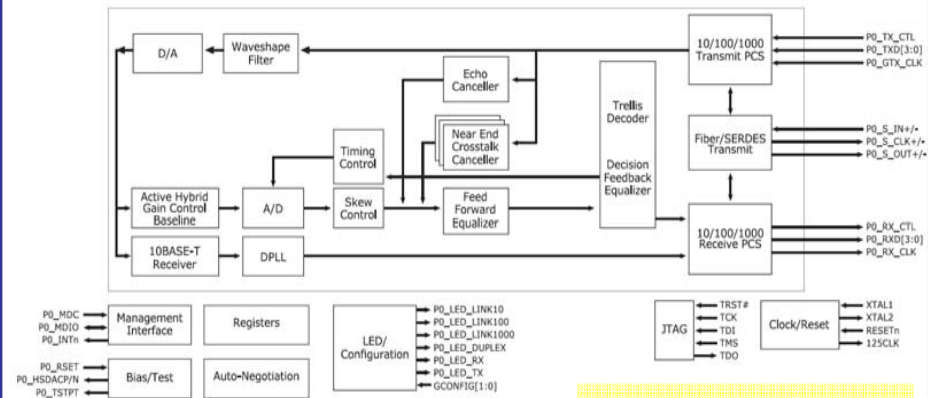 D/A
Waveshape
Filter
10/100/1000
Transmit PCS
P0_TX_CTL
P0_TXD[3:0]
P0_GTX_CLK
Echo
Canceller
Trellis
Decoder
Near End
Crosstalk
Canceller
Timing
Control
Decision
Feedback
Equalizer
Fiber/SERDES
Transmit
P0_S_IN+/-
P0_S_CLK+/-
P0_S_OUT+/-
Active Hybrid
Gain Control
Baseline
A/D
Skew
Control
Feed
Forward
Equalizer
10/100/1000
Receive PCS
P0_RX_CTL
P0_RXD[3:0]
P0_RX_CLK
10BASE-T
Receiver
DPLL
P0_MDC
P0_MDIO
P0_INTn
Management
Interface
Registers
LED/
Configuration
P0_LED_LINK10
P0_LED_LINK100
P0_LED_LINK1000
P0_LED_DUPLEX
P0_LED_RX
P0_LED_TX
GCONFIG[1:0]
JTAG
TRST#
TCK
TDI
TMS
TDO
Clock/Reset
XTAL1
XTAL2
RESETn
125CLK
P0_RSET
P0_HSDACP/N
P0_TSTPT
Bias/Test
Auto-Negotiation